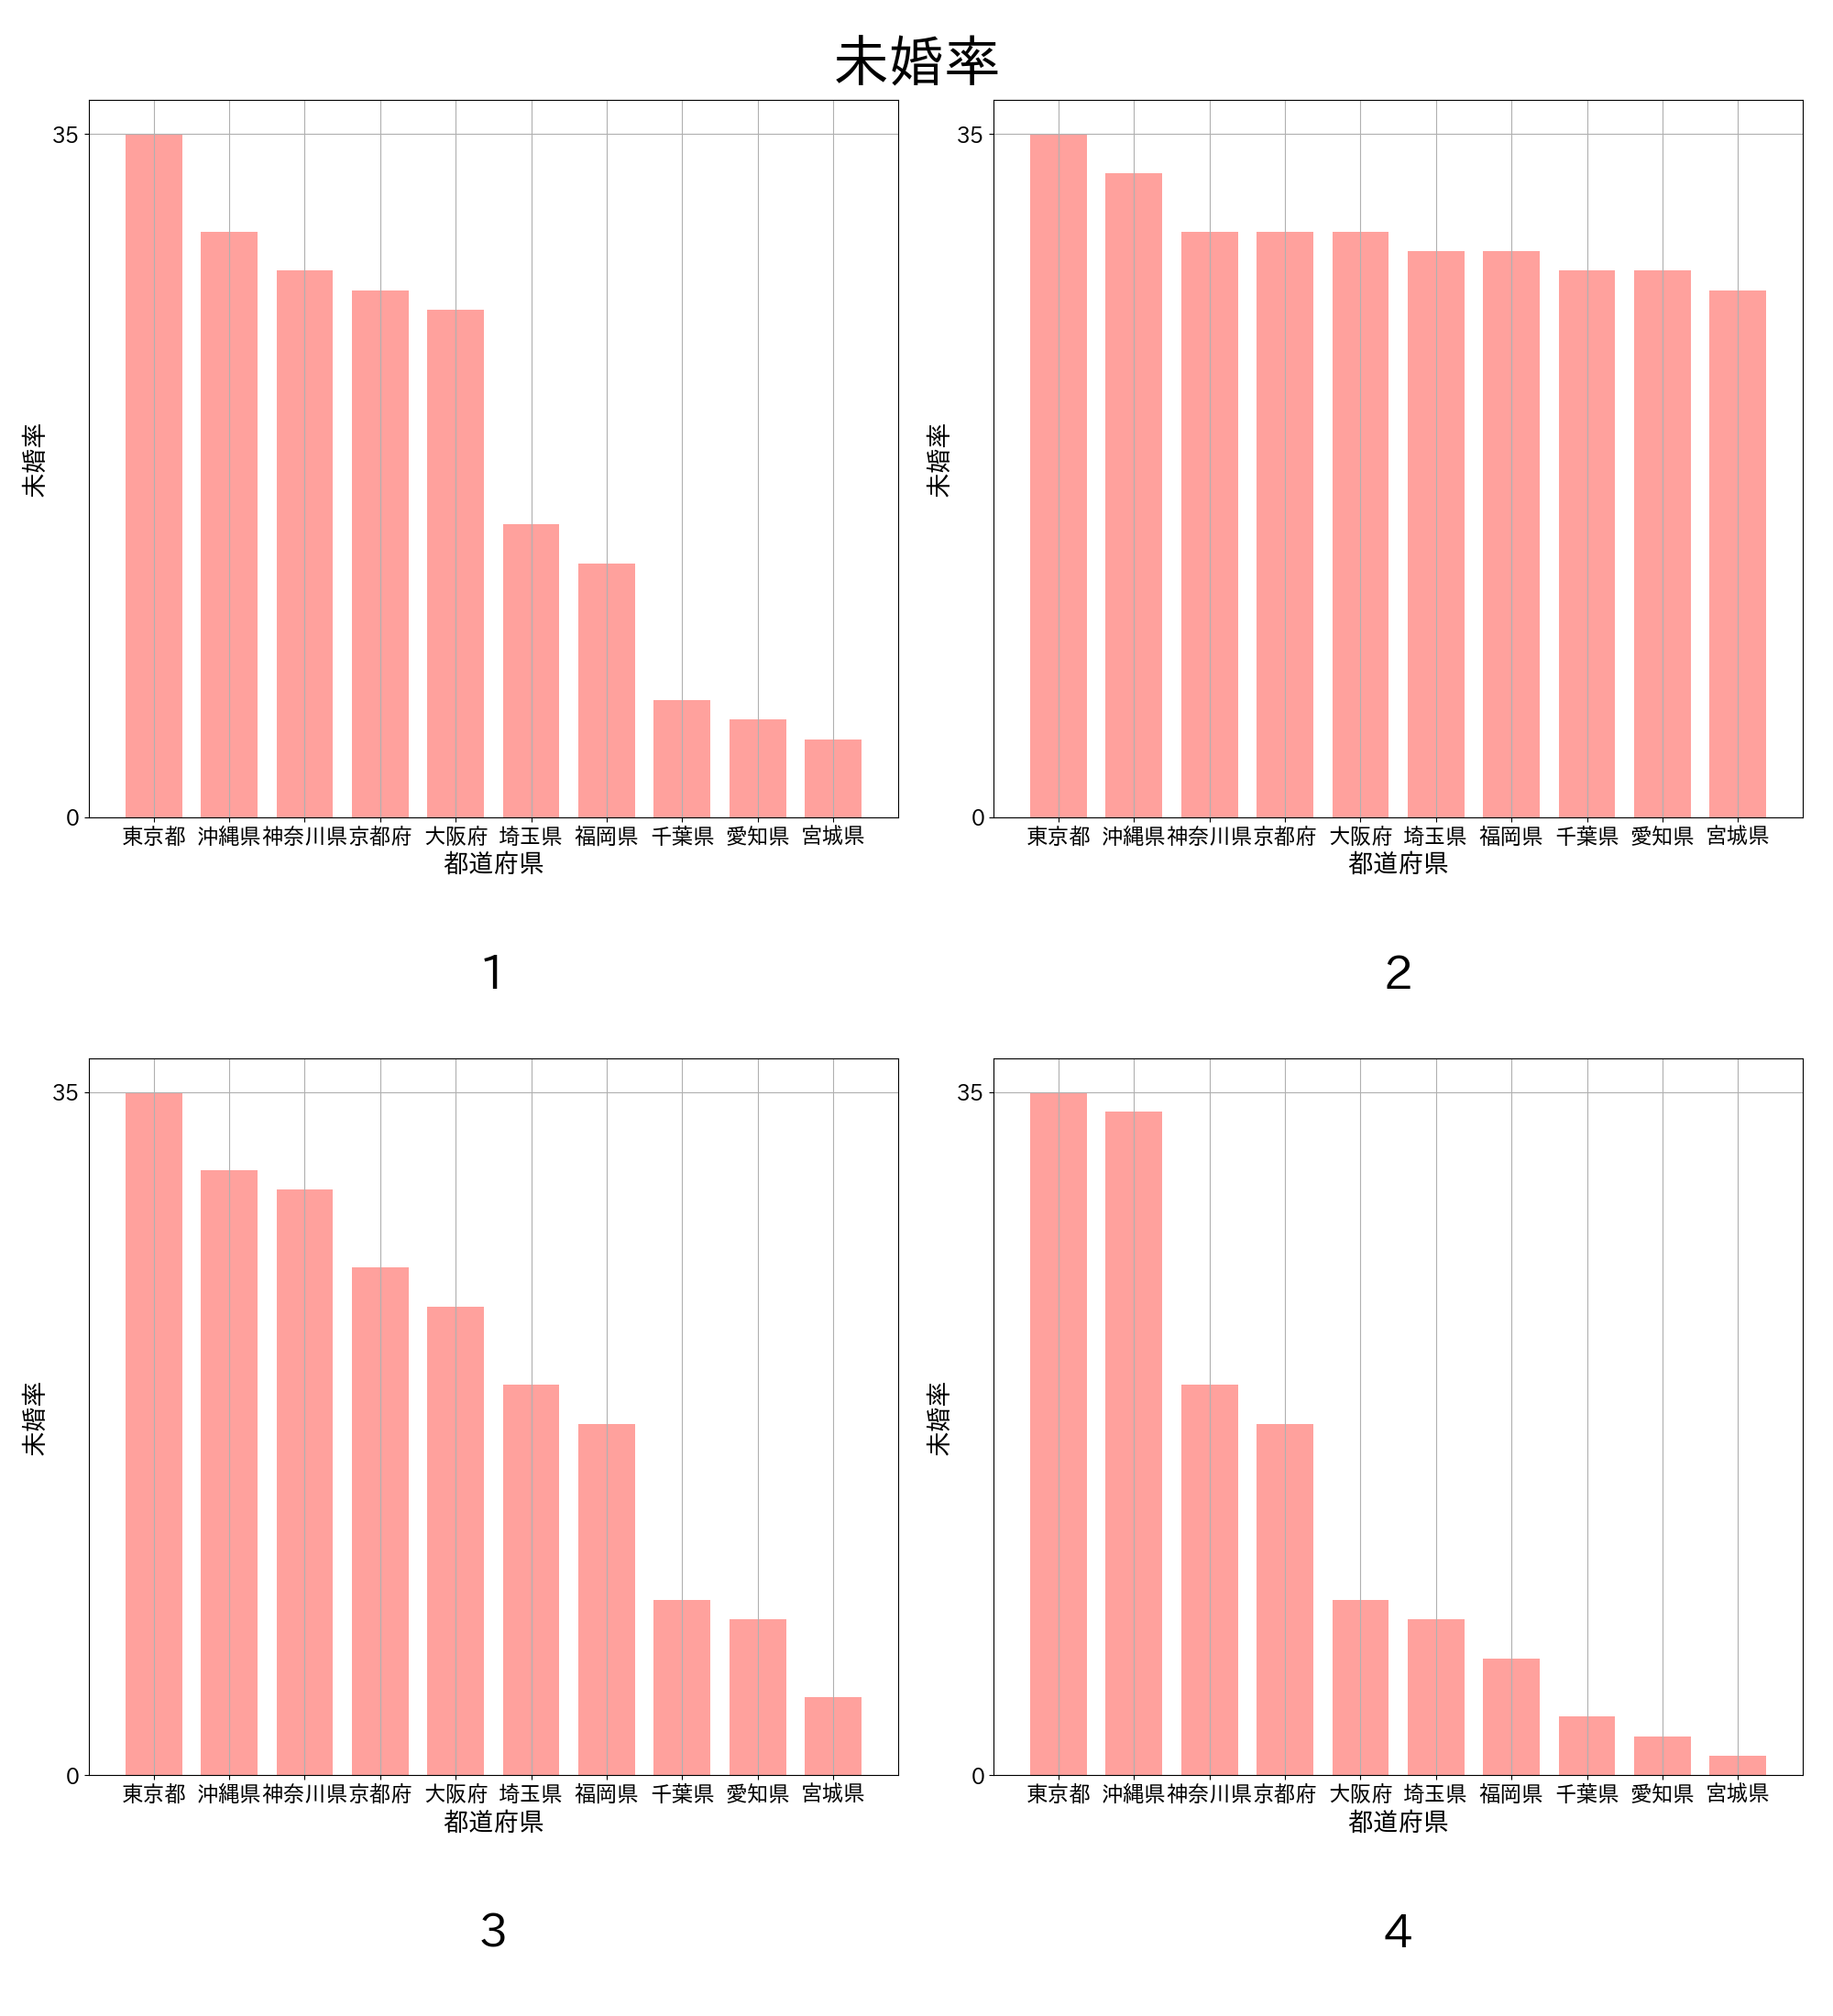 未婚率
35
未婚率
0
東京都 沖縄県 神奈川県 京都府 大阪府 埼玉県 福岡県 千葉県 愛知県 宮城県
都道府県
1
35
未婚率
0
東京都 沖縄県 神奈川県 京都府 大阪府 埼玉県 福岡県 千葉県 愛知県 宮城県
都道府県
2
35
未婚率
0
東京都 沖縄県 神奈川県 京都府 大阪府 埼玉県 福岡県 千葉県 愛知県 宮城県
都道府県
3
35
未婚率
0
東京都 沖縄県 神奈川県 京都府 大阪府 埼玉県 福岡県 千葉県 愛知県 宮城県
都道府県
4